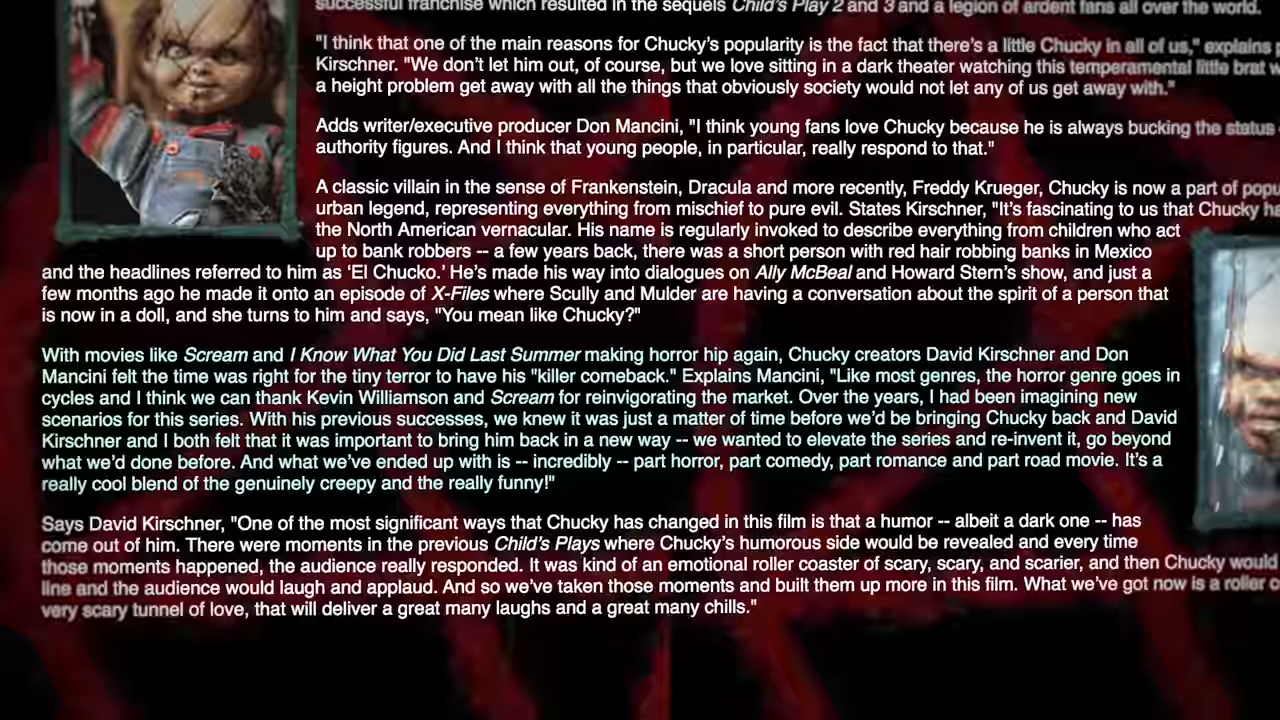 successful franchise which resulted in the sequels Child's Play 2 and 3 and a legion of ardent fans all over the world.
"I think that one of the main reasons for Chucky's popularity is the fact that there's a little Chucky in all of us," explains
Kirschner. "We don't let him out, of course, but we love sitting in a dark theater watching this temperamental little brat
a height problem get away with all the things that obviously society would not let any of us get away with."
Adds writer/executive producer Don Mancini, "I think young fans love Chucky because he is always bucking the status
authority figures. And I think that young people, in particular, really respond to that."
A classic villain in the sense of Frankenstein, Dracula and more recently, Freddy Krueger, Chucky is now a part of
urban legend, representing everything from mischief to pure evil. States Kirschner, "It's fascinating to us that Chucky
the North American vernacular. His name is regularly invoked to describe everything from children who act
up to bank robbers -- a few years back, there was a short person with red hair robbing banks in Mexico
and the headlines referred to him as 'El Chucko.' He's made his way into dialogues on Ally McBeal and Howard Stern's show, and just a
few months ago he made it onto an episode of X-Files where Scully and Mulder are having a conversation about the spirit of a person that
is now in a doll, and she turns to him and says, "You mean like Chucky?"
With movies like Scream and I Know What You Did Last Summer making horror hip again, Chucky creators David Kirschner and Don
Mancini felt the time was right for the tiny terror to have his "killer comeback." Explains Mancini, "Like most genres, the horror genre goes in
cycles and I think we can thank Kevin Williamson and Scream for reinvigorating the market. Over the years, I had been imagining new
scenarios for this series. With his previous successes, we knew it was just a matter of time before we'd be bringing Chucky back and David
Kirschner and I both felt that it was important to bring him back in a new way -- we wanted to elevate the series and re-invent it, go beyond
what we'd done before. And what we've ended up with is -- incredibly -- part horror, part comedy, part romance and part road movie. It's a
really cool blend of the genuinely creepy and the really funny!"
Says David Kirschner, "One of the most significant ways that Chucky has changed in this film is that a humor -- albeit a dark one -- has
come out of him. There were moments in the previous Child's Plays where Chucky's humorous side would be revealed and every time
those moments happened, the audience really responded. It was kind of an emotional roller coaster of scary, scary, and scarier, and then Chucky would
line and the audience would laugh and applaud. And so we've taken those moments and built them up more in this film. What we've got now is a roller
very scary tunnel of love, that will deliver a great many laughs and a great many chills."